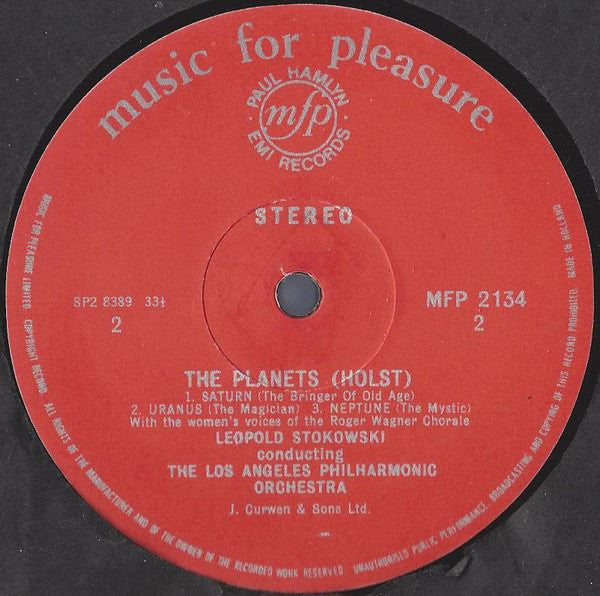 music for pleasure
PAUL HAMLYN
mfp
EMI RECORDS
STEREO
SP2 8389 33⅓
2
MFP 2134
2
THE PLANETS (HOLST)
1. SATURN (The Bringer Of Old Age)
2. URANUS (The Magician) 3. NEPTUNE (The Mystic)
With the women's voices of the Roger Wagner Chorale
LEOPOLD STOKOWSKI
conducting
THE LOS ANGELES PHILHARMONIC
ORCHESTRA
J. Curwen & Sons Ltd.
MUSIC FOR PLEASURE LIMITED. COPYRIGHT RECORD. ALL RIGHTS OF THE MANUFACTURER AND OF THE OWNER OF THE RECORDED WORK RESERVED UNAUTHORISED PUBLIC PERFORMANCE, BROADCASTING AND COPYING OF THIS RECORD PROHIBITED. MADE IN HOLLAND